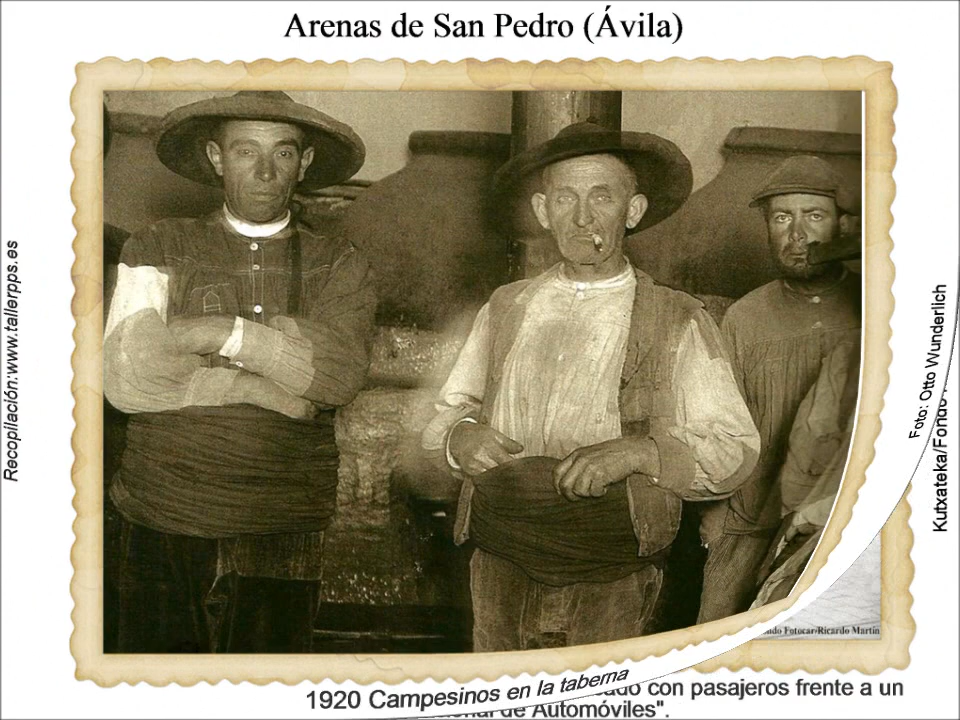 Arenas de San Pedro (Ávila)
Recopilación:www.tallerpps.es
Foto: Otto Wunderlich
Kutxateka/Fondo
Fotocar/Ricardo Martín
1920 Campesinos en la taberna
con pasajeros frente a un
de Automóviles".